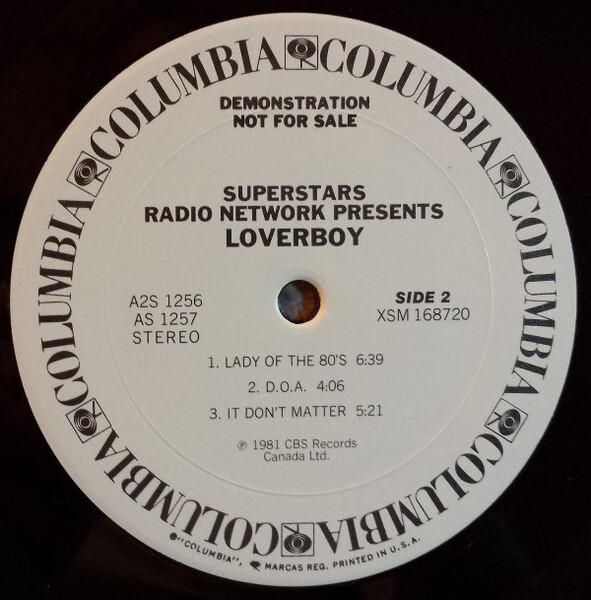 COLUMBIA COLUMBIA COLUMBIA COLUMBIA COLUMBIA COLUMBIA COLUMBIA COLUMBIA
DEMONSTRATION
NOT FOR SALE
SUPERSTARS
RADIO NETWORK PRESENTS
LOVERBOY
A2S 1256
AS 1257
STEREO
SIDE 2
XSM 168720
1. LADY OF THE 80'S 6:39
2. D.O.A. 4:06
3. IT DON'T MATTER 5:21
℗ 1981 CBS Records
Canada Ltd.
"COLUMBIA", MARCAS REG. PRINTED IN U.S.A.